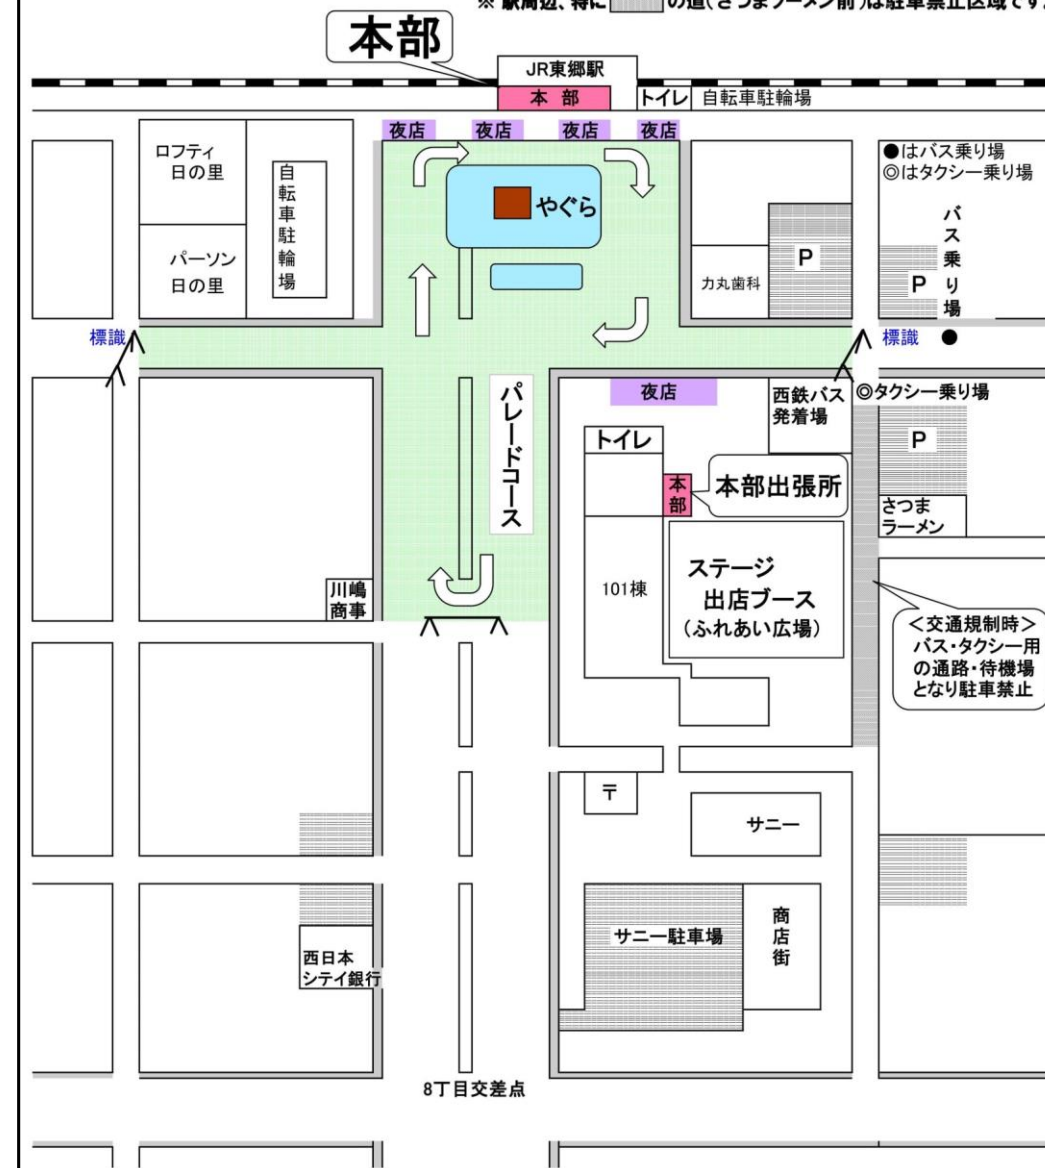 ※ 駅周辺、特に の道(さつまラーメン前)は駐車禁止区域です。
本部
JR東郷駅
本 部
トイレ
自転車駐輪場
夜店
夜店
夜店
夜店
ロフティ
日の里
自転車駐輪場
パーソン
日の里
やぐら
P
力丸歯科
●はバス乗り場
◎はタクシー乗り場
バス乗り場
P
標識
標識 ●
パレードコース
夜店
西鉄バス
発着場
◎タクシー乗り場
P
トイレ
本部
本部出張所
さつま
ラーメン
101棟
ステージ
出店ブース
(ふれあい広場)
川嶋
商事
<交通規制時>
バス・タクシー用
の通路・待機場
となり駐車禁止
〒
サニー
サニー駐車場
商店街
西日本
シテイ銀行
8丁目交差点